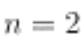 n = 2